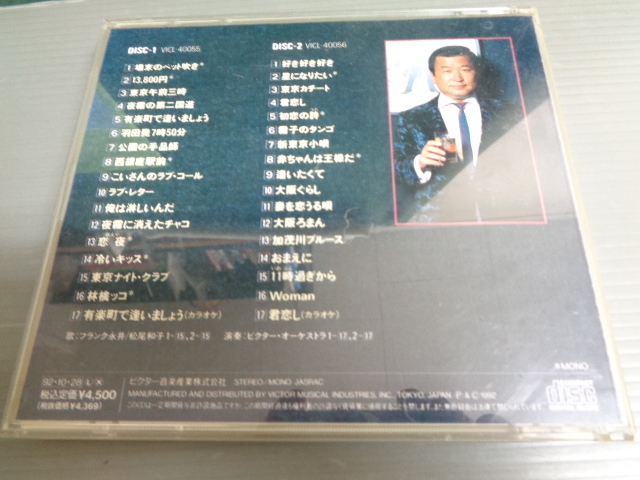 DISC-1 VICL-40055
1 場末のペット吹き*
2 13,800円*
3 東京午前三時
4 夜霧の第二国道
5 有楽町で逢いましょう
6 羽田発7時50分
7 公園の手品師
8 西銀座駅前*
9 こいさんのラブ・コール
10 ラブ・レター
11 俺は淋しいんだ
12 夜霧に消えたチャコ
13 恋夜*
14 冷いキッス*
15 東京ナイト・クラブ
16 林檎ッコ*
17 有楽町で逢いましょう(カラオケ)
DISC-2 VICL-40056
1 好き好き好き
2 星になりたい*
3 東京カチート
4 君恋し
5 初恋の詩*
6 霧子のタンゴ
7 新東京小唄
8 赤ちゃんは王様だ*
9 逢いたくて
10 大阪ぐらし
11 妻を恋うる唄
12 大阪ろまん
13 加茂川ブルース
14 おまえに
15 11時過ぎから
16 Woman
17 君恋し(カラオケ)
歌:フランク永井/松尾和子1-15,2-15 演奏:ビクター・オーケストラ1-17,2-17
*MONO
92・10・28
税込定価¥4,500
(税抜価格¥4,369)
ビクター音楽産業株式会社 STEREO/MONO JASRAC
MANUFACTURED AND DISTRIBUTED BY VICTOR MUSICAL INDUSTRIES, INC. TOKYO, JAPAN P & C 1992
COMPACT
disc
DIGITAL AUDIO